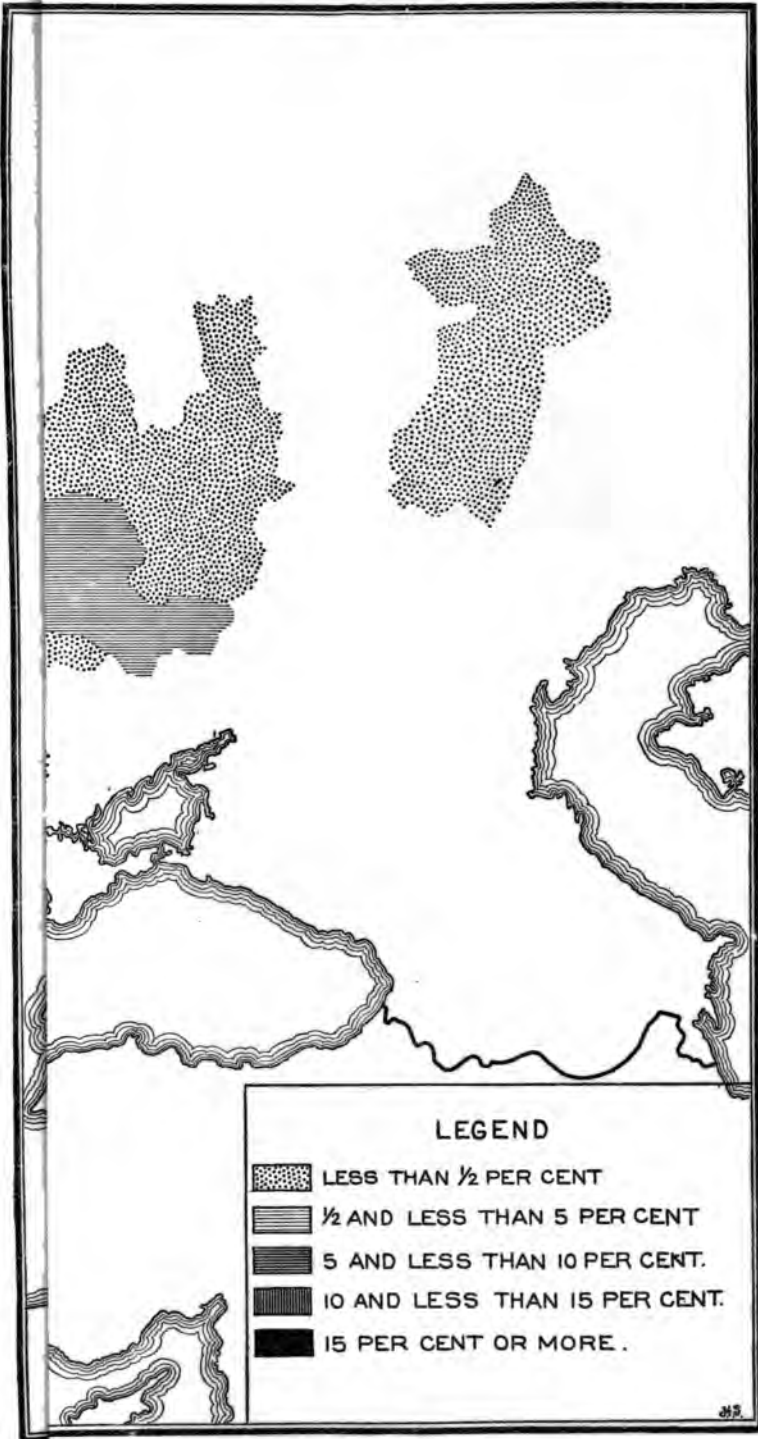 LEGEND
LESS THAN ½ PER CENT
½ AND LESS THAN 5 PER CENT
5 AND LESS THAN 10 PER CENT.
10 AND LESS THAN 15 PER CENT.
15 PER CENT OR MORE.